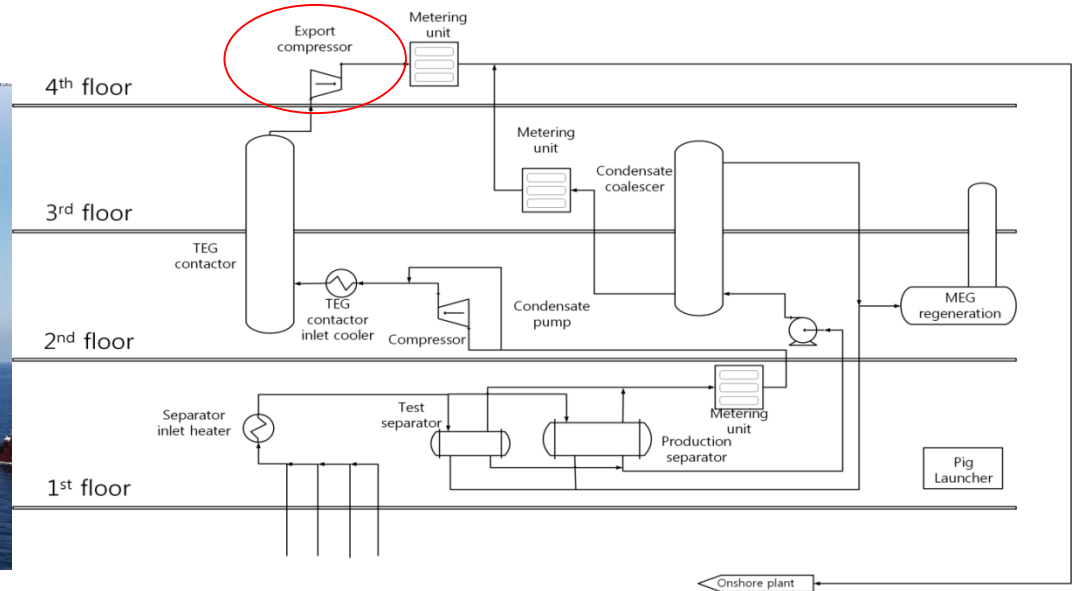 Metering
unit
Export
compressor
4th floor
Metering
unit
Condensate
coalescer
3rd floor
TEG
contactor
TEG
contactor
inlet cooler
Compressor
Condensate
pump
MEG
regeneration
2nd floor
Separator
inlet heater
Test
separator
Metering
unit
Production
separator
Pig
Launcher
1st floor
Onshore plant